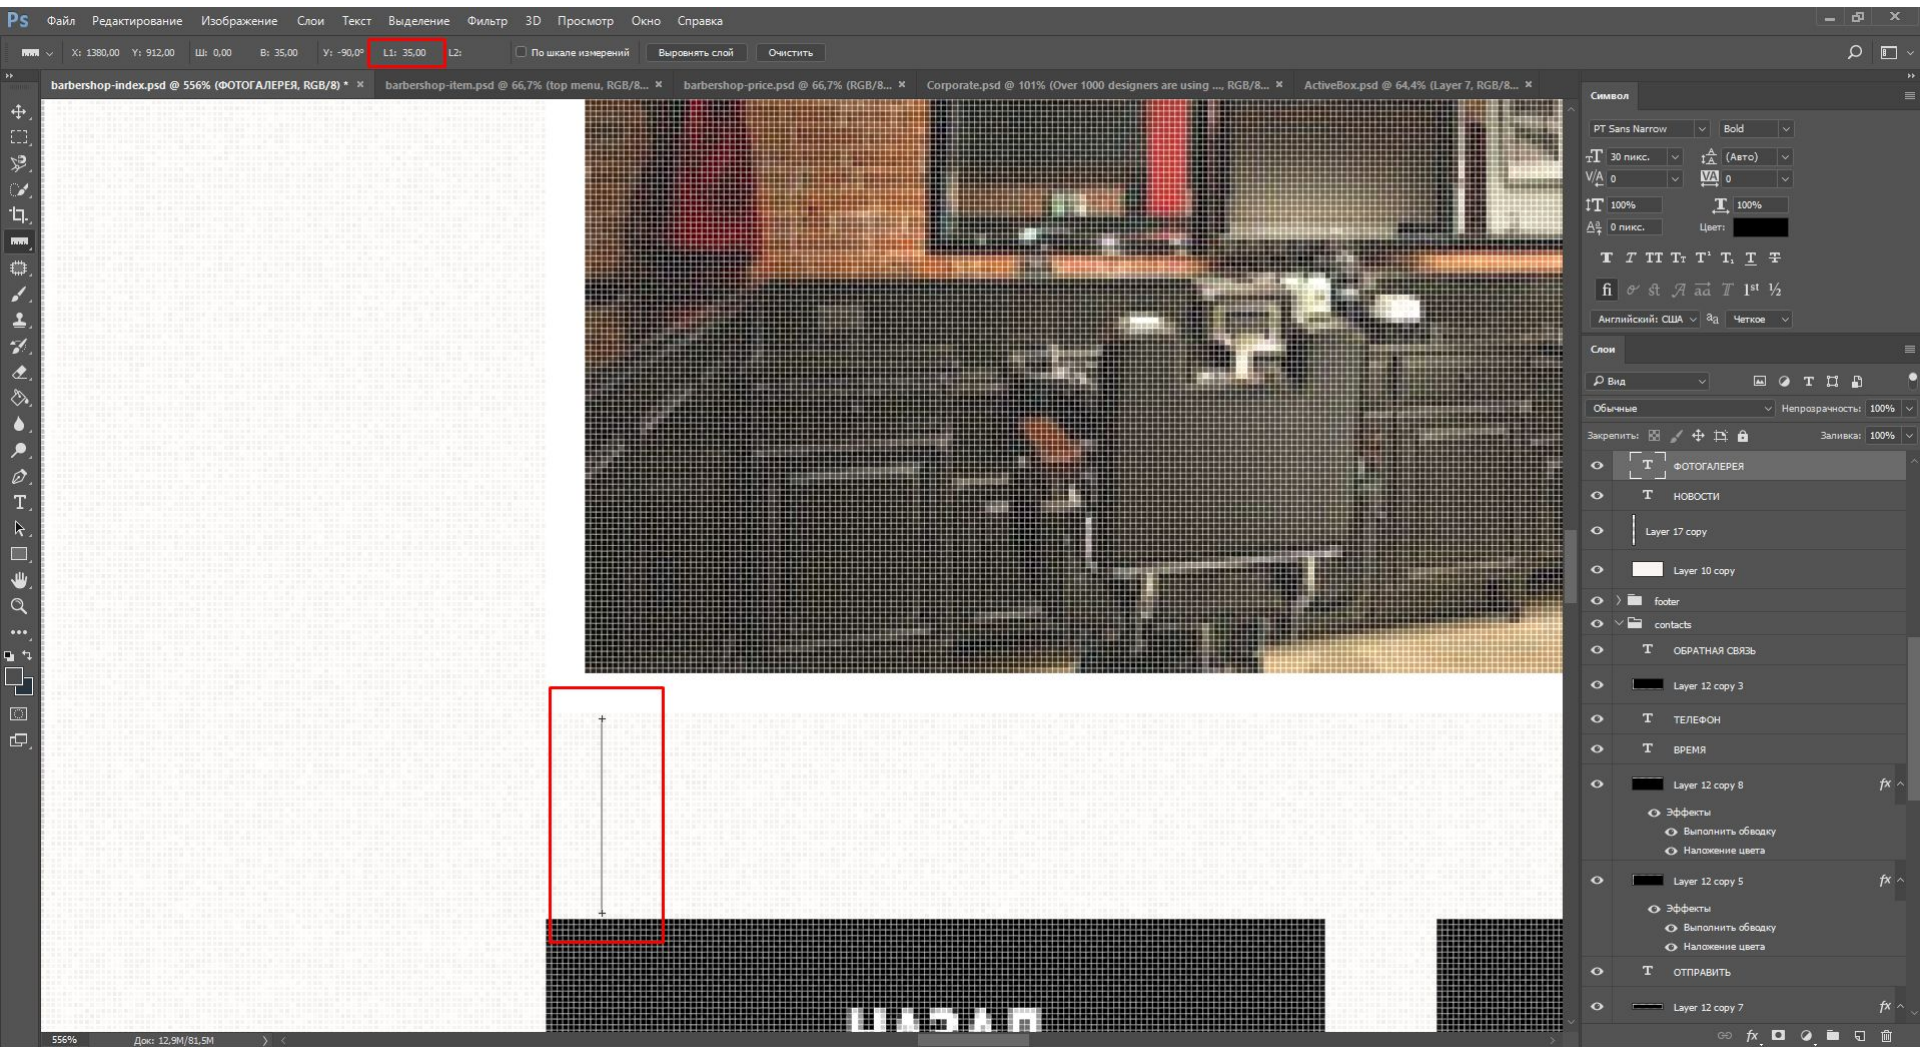 Ps Файл Редактирование Изображение Слои Текст Выделение Фильтр 3D Просмотр Окно Справка
X: 1380,00 Y: 912,00 Ш: 0,00 В: 35,00 У: -90,0° L1: 35,00 L2: По шкале измерений Выровнять слой Очистить
barbershop-index.psd @ 556% (ФОТОГАЛЕРЕЯ, RGB/8) * × barbershop-item.psd @ 66,7% (top menu, RGB/8... × barbershop-price.psd @ 66,7% (RGB/8... × Corporate.psd @ 101% (Over 1000 designers are using ..., RGB/8... × ActiveBox.psd @ 64,4% (Layer 7, RGB/8... ×
Символ
PT Sans Narrow Bold
30 пикс. (Авто)
0 0
100% 100%
0 пикс. Цвет:
Английский: США aа Четкое
Слои
Вид
Обычные Непрозрачность: 100%
Закрепить: Заливка: 100%
ФОТОГАЛЕРЕЯ
НОВОСТИ
Layer 17 copy
Layer 10 copy
footer
contacts
ОБРАТНАЯ СВЯЗЬ
Layer 12 copy 3
ТЕЛЕФОН
ВРЕМЯ
Layer 12 copy 8 fx
Эффекты
Выполнить обводку
Наложение цвета
Layer 12 copy 5 fx
Эффекты
Выполнить обводку
Наложение цвета
ОТПРАВИТЬ
Layer 12 copy 7 fx
НАЗАД
556% Док: 12,9M/81,5M